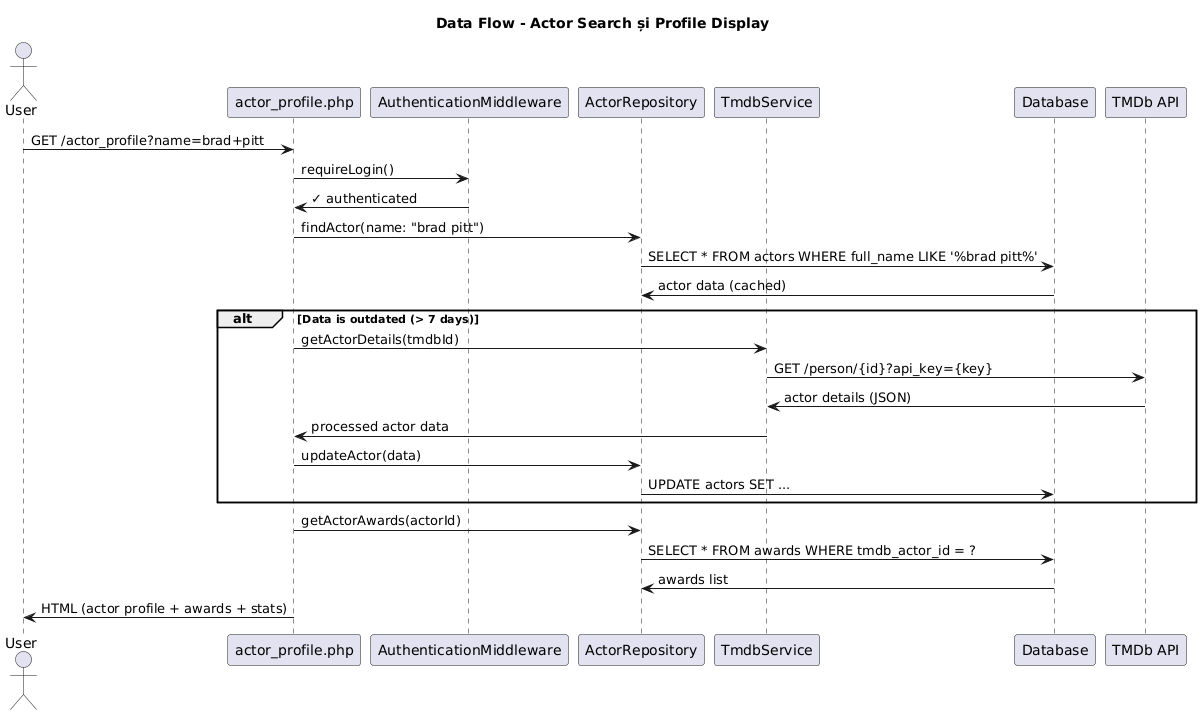 Data Flow - Actor Search și Profile Display
User
actor_profile.php
AuthenticationMiddleware
ActorRepository
TmdbService
Database
TMDb API
GET /actor_profile?name=brad+pitt
requireLogin()
✓ authenticated
findActor(name: "brad pitt")
SELECT * FROM actors WHERE full_name LIKE '%brad pitt%'
actor data (cached)
alt
[Data is outdated (> 7 days)]
getActorDetails(tmdbId)
GET /person/{id}?api_key={key}
actor details (JSON)
processed actor data
updateActor(data)
UPDATE actors SET ...
getActorAwards(actorId)
SELECT * FROM awards WHERE tmdb_actor_id = ?
awards list
HTML (actor profile + awards + stats)
User
actor_profile.php
AuthenticationMiddleware
ActorRepository
TmdbService
Database
TMDb API